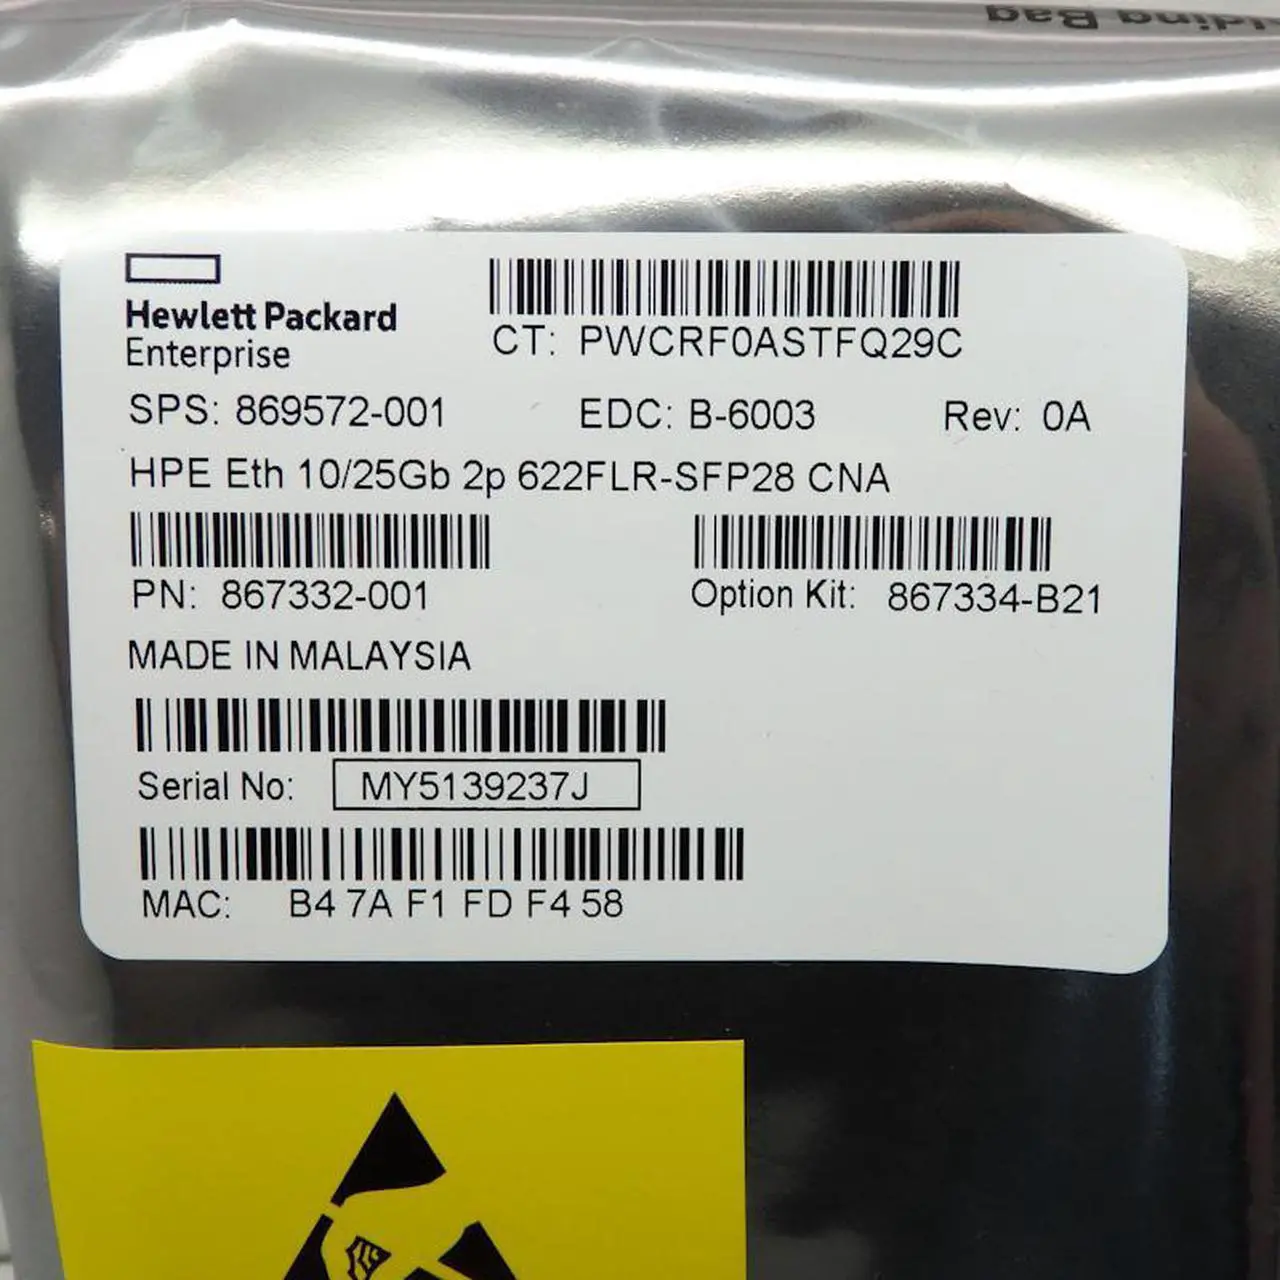 lding Bag
Hewlett Packard
Enterprise
CT: PWCRF0ASTFQ29C
SPS: 869572-001 EDC: B-6003 Rev: 0A
HPE Eth 10/25Gb 2p 622FLR-SFP28 CNA
PN: 867332-001 Option Kit: 867334-B21
MADE IN MALAYSIA
Serial No: MY5139237J
MAC: B4 7A F1 FD F4 58